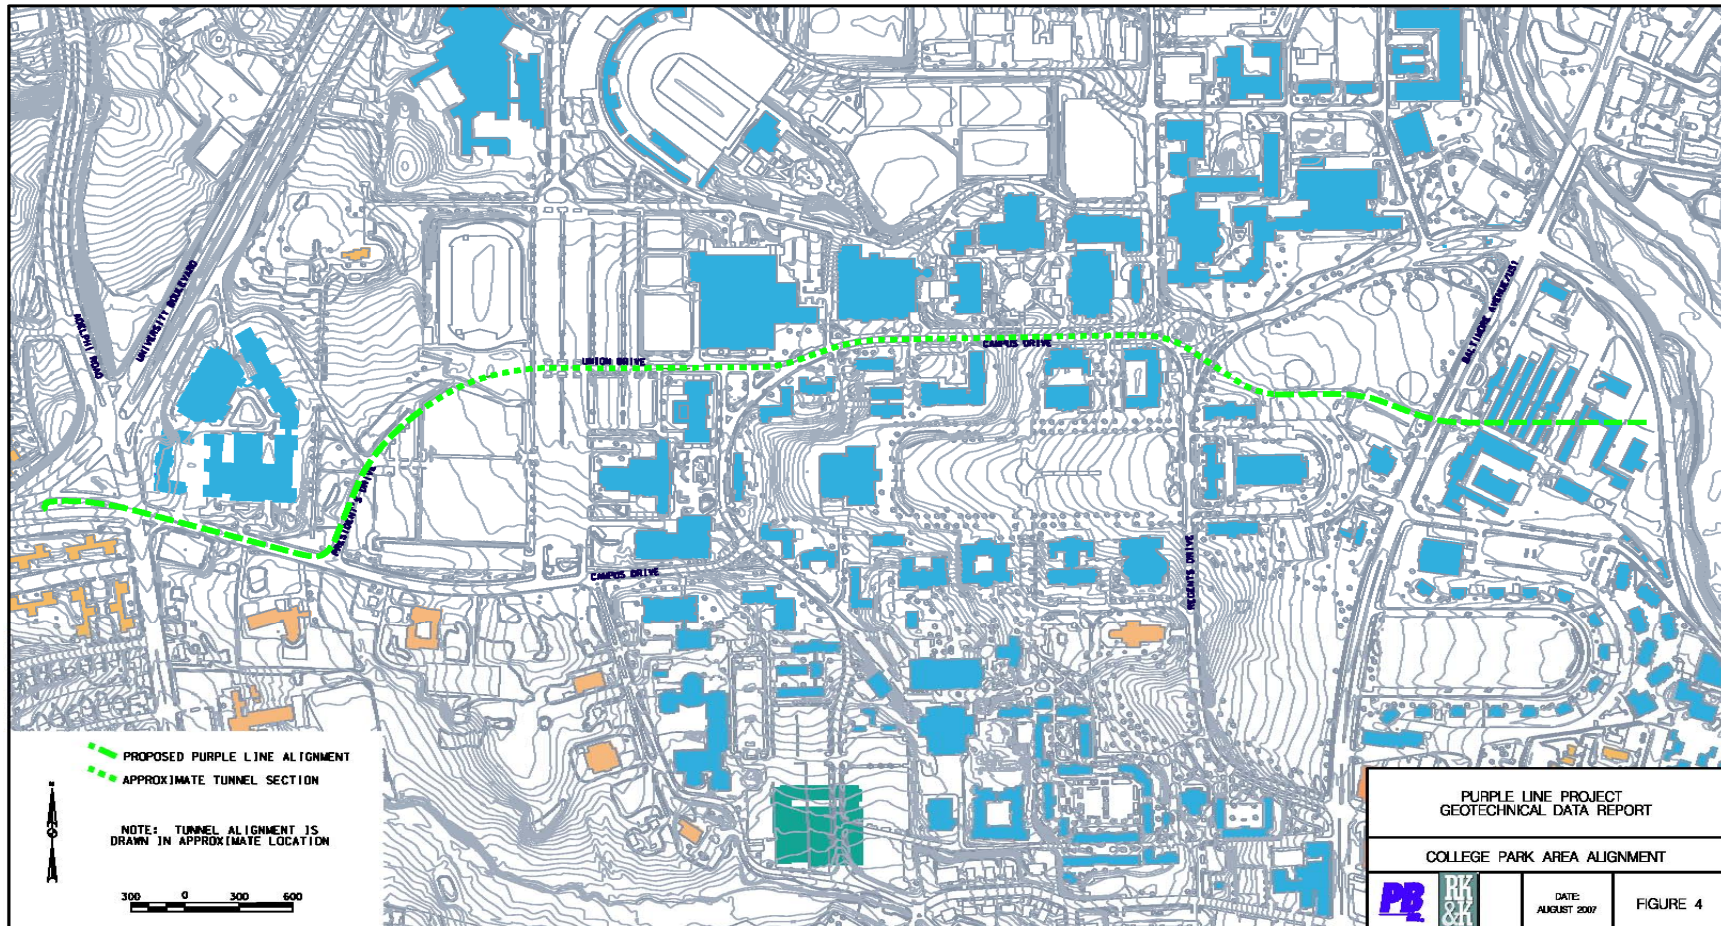 ADELPHI ROAD
UNIVERSITY BOULEVARD
UNION DRIVE
CAMPUS DRIVE
BALTIMORE AVENUE/US1
PRESIDENT'S DRIVE
CAMPUS DRIVE
REGENTS DRIVE
PROPOSED PURPLE LINE ALIGNMENT
APPROXIMATE TUNNEL SECTION
N
NOTE: TUNNEL ALIGNMENT IS
DRAWN IN APPROXIMATE LOCATION
300 0 300 600
PURPLE LINE PROJECT
GEOTECHNICAL DATA REPORT
COLLEGE PARK AREA ALIGNMENT
PB
RK
&K
DATE:
AUGUST 2007
FIGURE 4